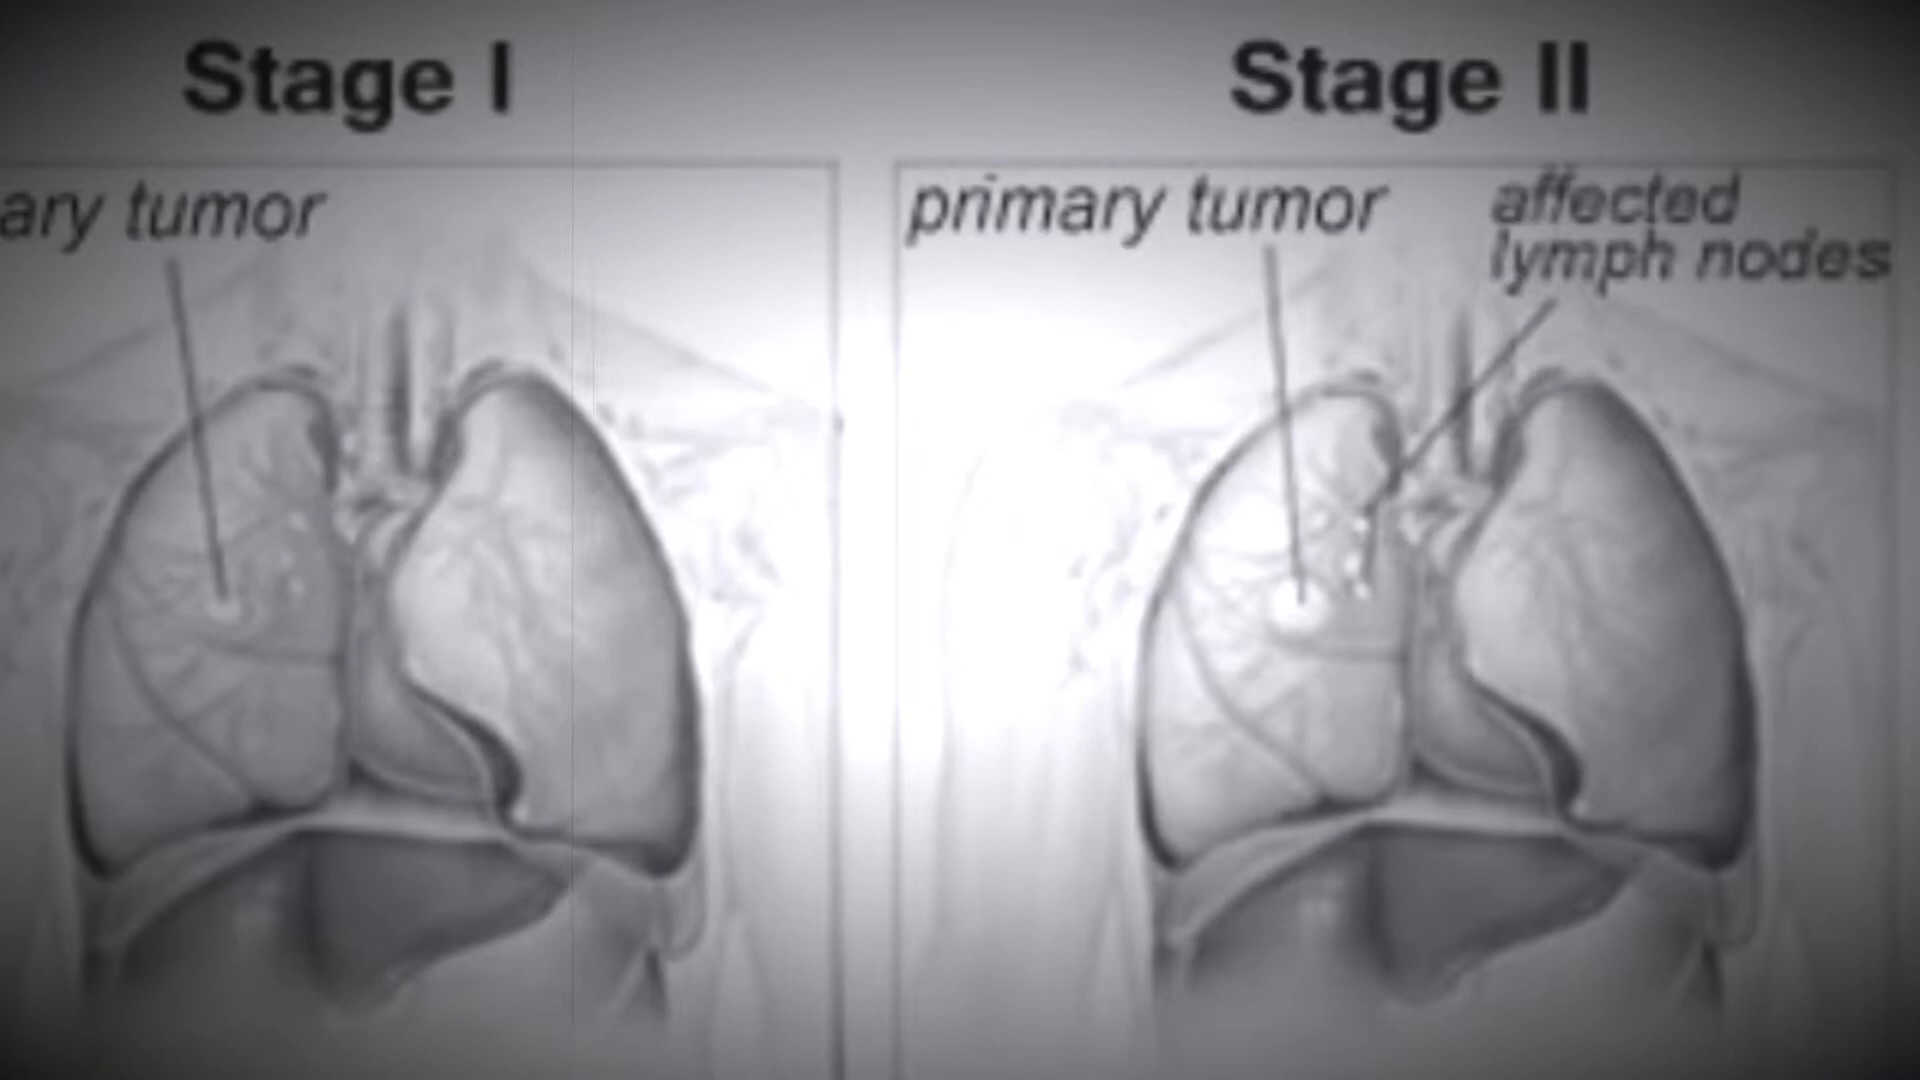 Stage I
Stage II
ary tumor
primary tumor
affected
lymph nodes